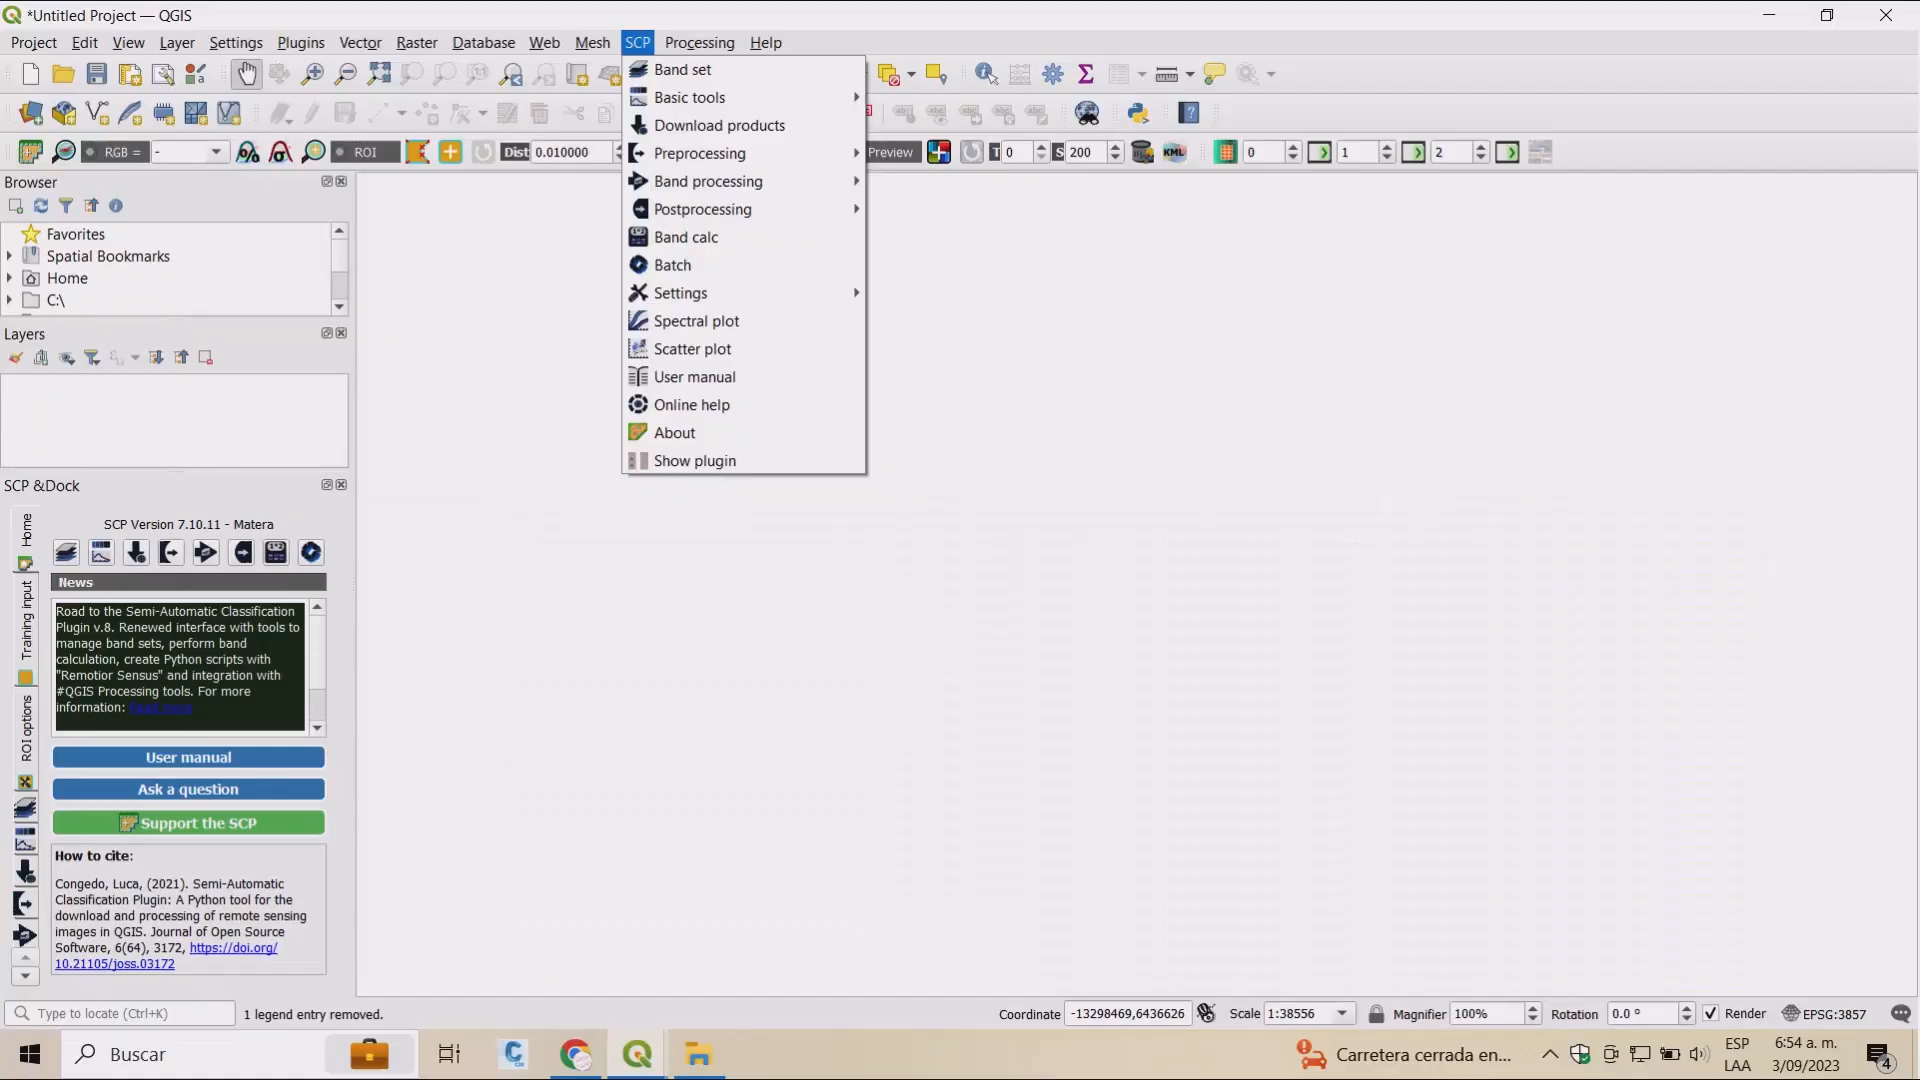 *Untitled Project — QGIS
Project Edit View Layer Settings Plugins Vector Raster Database Web Mesh SCP Processing Help
Band set
Basic tools
Download products
Preprocessing
Band processing
Postprocessing
Band calc
Batch
Settings
Spectral plot
Scatter plot
User manual
Online help
About
Show plugin
RGB = - ROI Dist 0.010000 Preview T 0 S 200 KML 0 1 2
Browser
Favorites
Spatial Bookmarks
Home
C:\
Layers
SCP &Dock
Home
Training input
ROI options
SCP Version 7.10.11 - Matera
News
Road to the Semi-Automatic Classification
Plugin v.8. Renewed interface with tools to
manage band sets, perform band
calculation, create Python scripts with
"Remotior Sensus" and integration with
#QGIS Processing tools. For more
information: Read more
User manual
Ask a question
Support the SCP
How to cite:
Congedo, Luca, (2021). Semi-Automatic
Classification Plugin: A Python tool for the
download and processing of remote sensing
images in QGIS. Journal of Open Source
Software, 6(64), 3172, https://doi.org/
10.21105/joss.03172
Type to locate (Ctrl+K) 1 legend entry removed. Coordinate -13298469,6436626 Scale 1:38556 Magnifier 100% Rotation 0.0 ° Render EPSG:3857
Buscar
Carretera cerrada en...
ESP
LAA
6:54 a. m.
3/09/2023
4